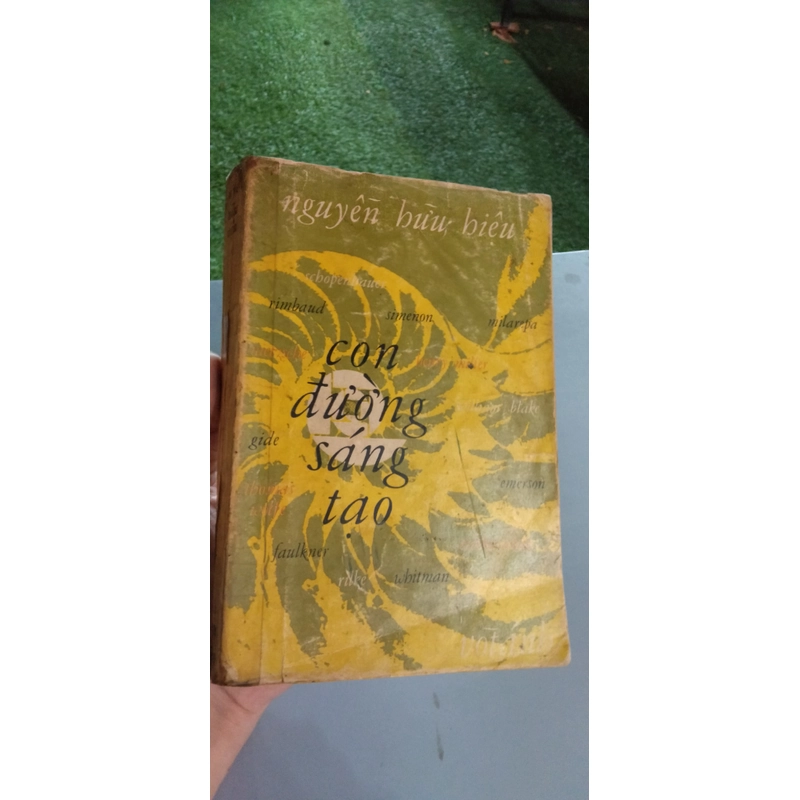 nguyễn hữu hiệu
schopenhauer
rimbaud
simenon
milarepa
con
đường
sáng
tạo
blake
gide
emerson
faulkner
rilke
whitman